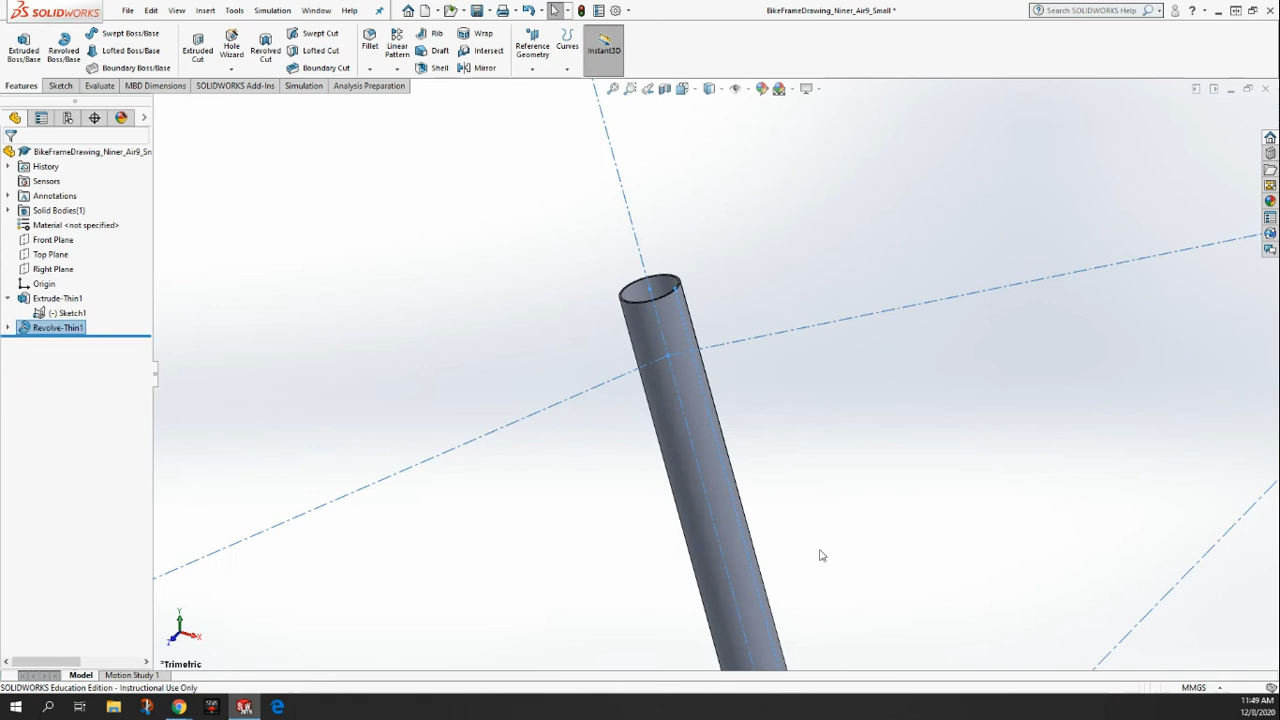 SOLIDWORKS File Edit View Insert Tools Simulation Window Help BikeFrameDrawing_Niner_Air9_Small * Search SOLIDWORKS Help
Extruded Boss/Base
Revolved Boss/Base
Swept Boss/Base
Lofted Boss/Base
Boundary Boss/Base
Extruded Cut
Hole Wizard
Revolved Cut
Swept Cut
Lofted Cut
Boundary Cut
Fillet
Linear Pattern
Rib
Draft
Shell
Wrap
Intersect
Mirror
Reference Geometry
Curves
Instant3D
Features Sketch Evaluate MBD Dimensions SOLIDWORKS Add-Ins Simulation Analysis Preparation
BikeFrameDrawing_Niner_Air9_Sn
History
Sensors
Annotations
Solid Bodies(1)
Material <not specified>
Front Plane
Top Plane
Right Plane
Origin
Extrude-Thin1
(-) Sketch1
Revolve-Thin1
Y
X
Z
*Trimetric
Model Motion Study 1
SOLIDWORKS Education Edition - Instructional Use Only MMGS
11:49 AM
12/8/2020